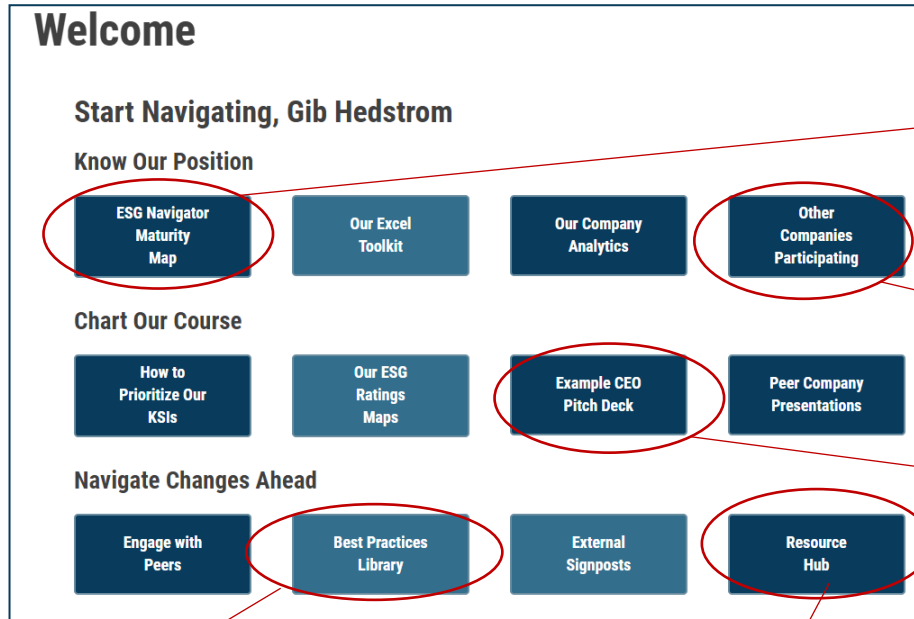 Welcome
Start Navigating, Gib Hedstrom
Know Our Position
ESG Navigator
Maturity
Map
Our Excel
Toolkit
Our Company
Analytics
Other
Companies
Participating
Chart Our Course
How to
Prioritize Our
KSIs
Our ESG
Ratings
Maps
Example CEO
Pitch Deck
Peer Company
Presentations
Navigate Changes Ahead
Engage with
Peers
Best Practices
Library
External
Signposts
Resource
Hub